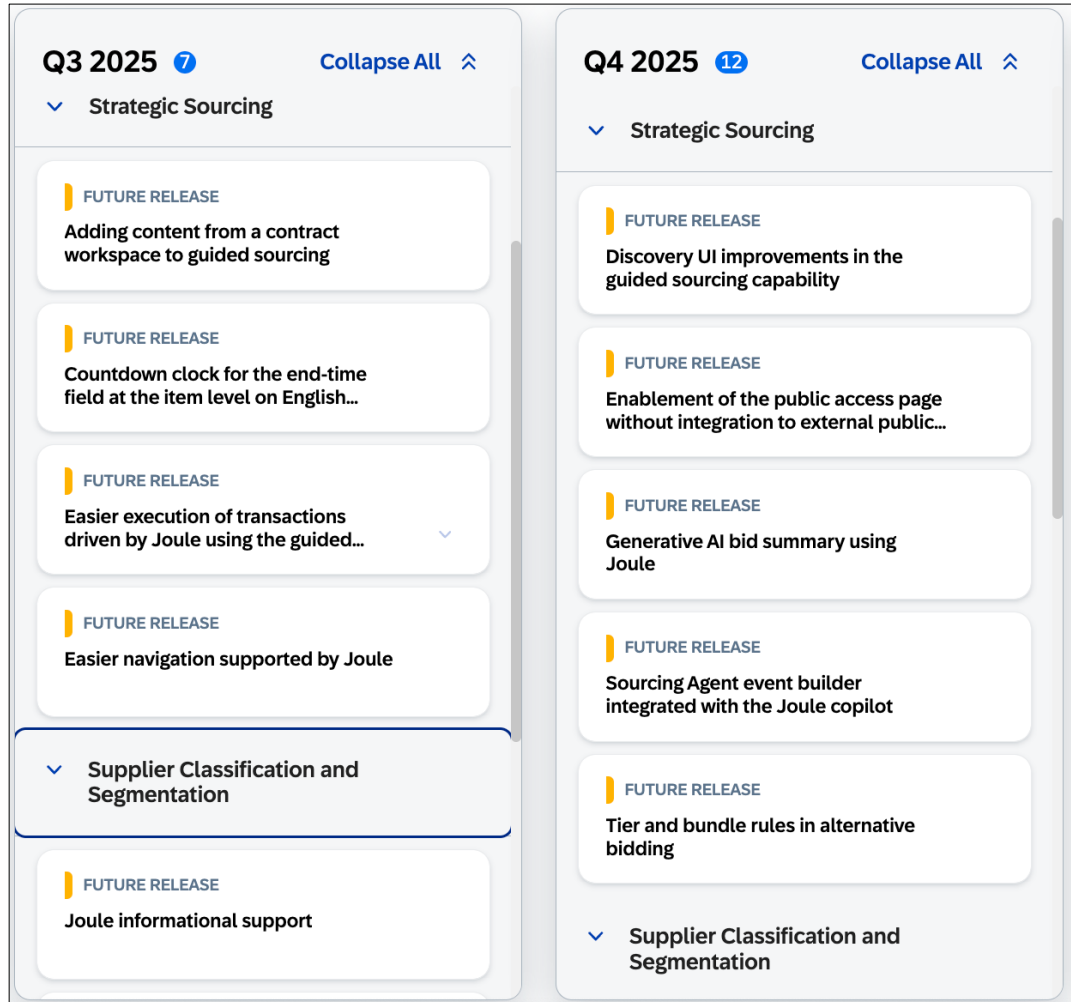 Q3 2025 7 Collapse All
Strategic Sourcing
FUTURE RELEASE
Adding content from a contract
workspace to guided sourcing
FUTURE RELEASE
Countdown clock for the end-time
field at the item level on English...
FUTURE RELEASE
Easier execution of transactions
driven by Joule using the guided...
FUTURE RELEASE
Easier navigation supported by Joule
Supplier Classification and
Segmentation
FUTURE RELEASE
Joule informational support
Q4 2025 12 Collapse All
Strategic Sourcing
FUTURE RELEASE
Discovery UI improvements in the
guided sourcing capability
FUTURE RELEASE
Enablement of the public access page
without integration to external public...
FUTURE RELEASE
Generative AI bid summary using
Joule
FUTURE RELEASE
Sourcing Agent event builder
integrated with the Joule copilot
FUTURE RELEASE
Tier and bundle rules in alternative
bidding
Supplier Classification and
Segmentation